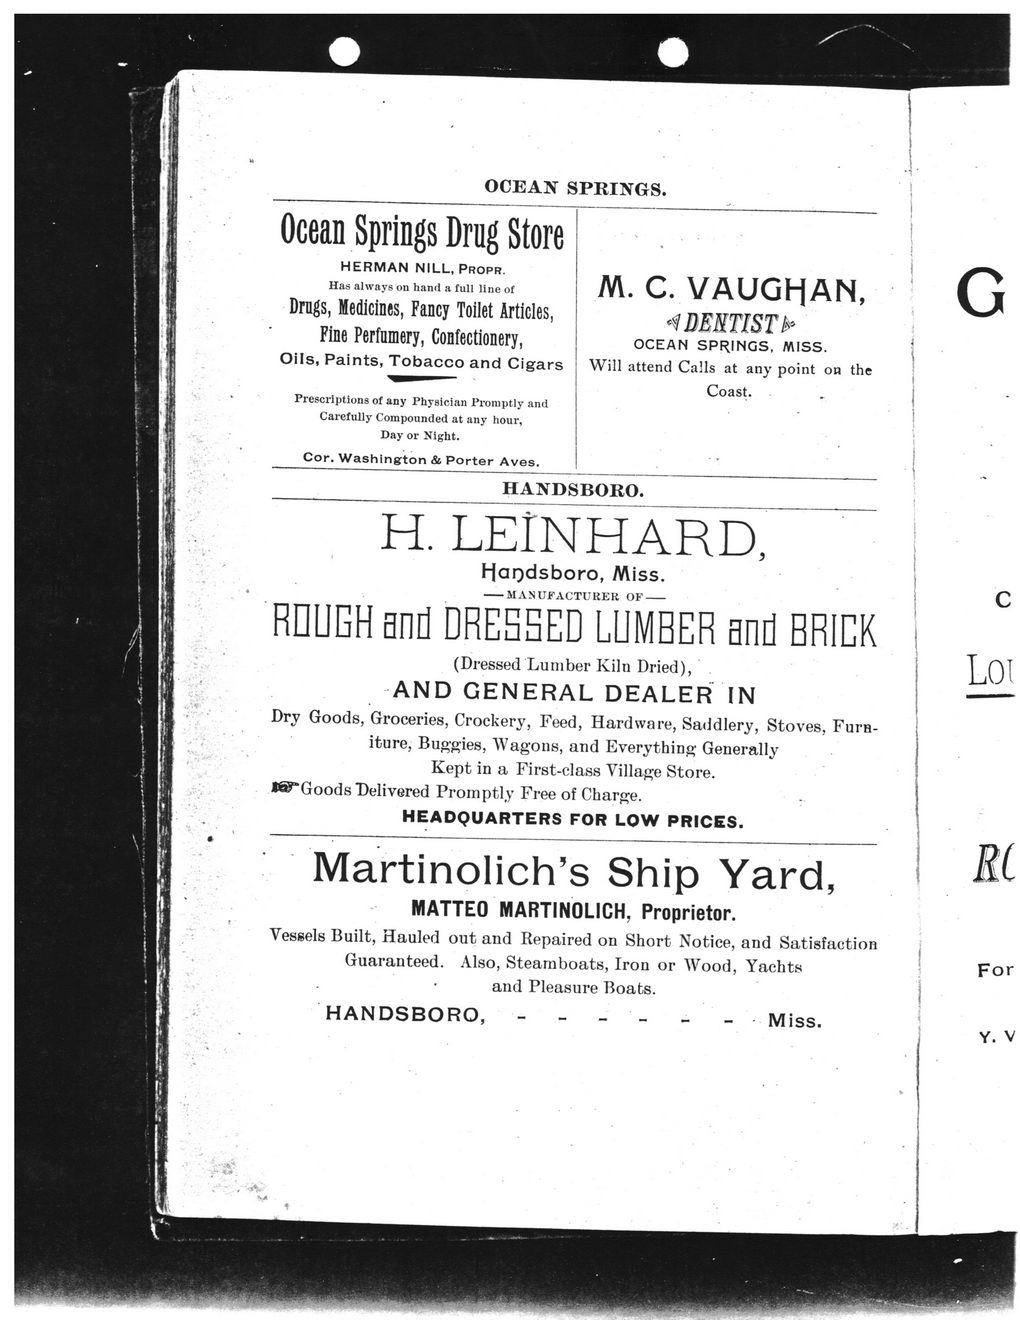 OCEAN SPRINGS.
Ocean Springs Drug Store
HERMAN NILL, PROPR.
Has always on hand a full line of
Drugs, Medicines, Fancy Toilet Articles,
Fine Perfumery, Confectionery,
Oils, Paints, Tobacco and Cigars
Prescriptions of any Physician Promptly and
Carefully Compounded at any hour,
Day or Night.
Cor. Washington & Porter Aves.
M. C. VAUGHAN,
DENTIST
OCEAN SPRINGS, MISS.
Will attend Calls at any point on the
Coast.
HANDSBORO.
H. LEINHARD,
Handsboro, Miss.
—MANUFACTURER OF—
ROUGH and DRESSED LUMBER and BRICK
(Dressed Lumber Kiln Dried),
AND GENERAL DEALER IN
Dry Goods, Groceries, Crockery, Feed, Hardware, Saddlery, Stoves, Furn-
iture, Buggies, Wagons, and Everything Generally
Kept in a First-class Village Store.
☞Goods Delivered Promptly Free of Charge.
HEADQUARTERS FOR LOW PRICES.
Martinolich's Ship Yard,
MATTEO MARTINOLICH, Proprietor.
Vessels Built, Hauled out and Repaired on Short Notice, and Satisfaction
Guaranteed. Also, Steamboats, Iron or Wood, Yachts
and Pleasure Boats.
HANDSBORO, - - - - - - Miss.
G
C
For
Y. V